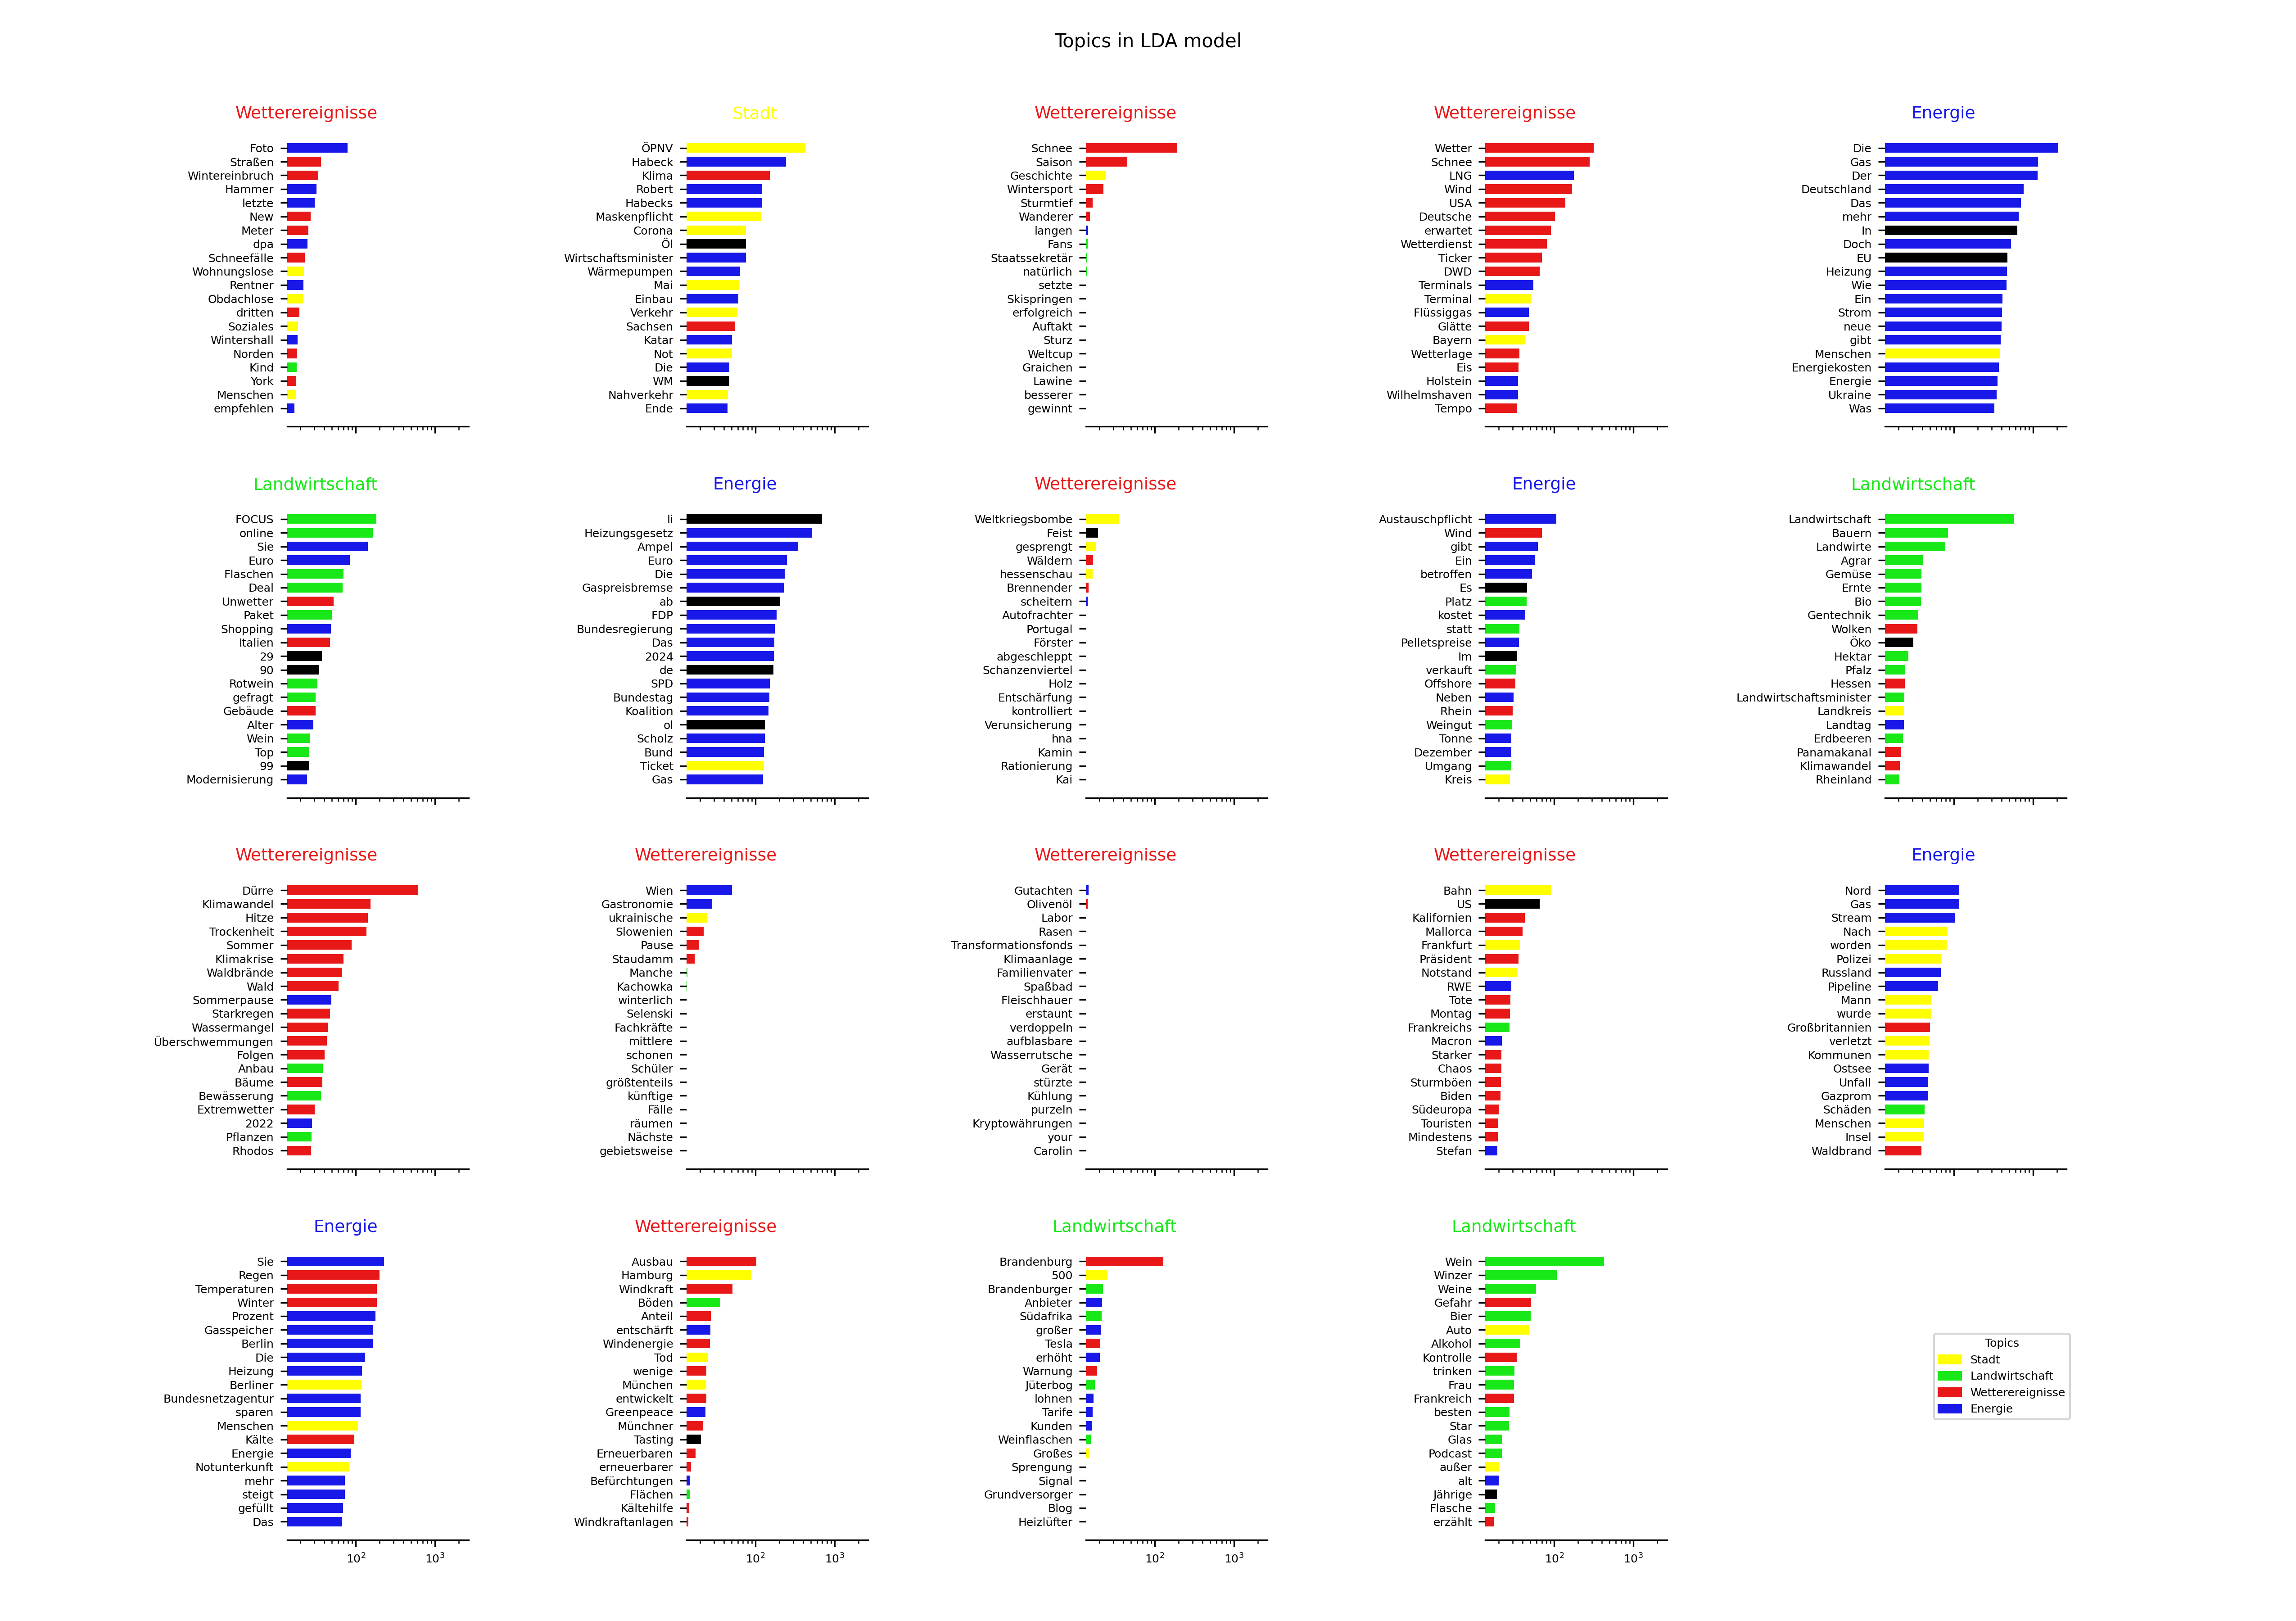 Topics in LDA model
Wetterereignisse
Foto
Straßen
Wintereinbruch
Hammer
letzte
New
Meter
dpa
Schneefälle
Wohnungslose
Rentner
Obdachlose
dritten
Soziales
Wintershall
Norden
Kind
York
Menschen
empfehlen
Stadt
ÖPNV
Habeck
Klima
Robert
Habecks
Maskenpflicht
Corona
Öl
Wirtschaftsminister
Wärmepumpen
Mai
Einbau
Verkehr
Sachsen
Katar
Not
Die
WM
Nahverkehr
Ende
Wetterereignisse
Schnee
Saison
Geschichte
Wintersport
Sturmtief
Wanderer
langen
Fans
Staatssekretär
natürlich
setzte
Skispringen
erfolgreich
Auftakt
Sturz
Weltcup
Graichen
Lawine
besserer
gewinnt
Wetterereignisse
Wetter
Schnee
LNG
Wind
USA
Deutsche
erwartet
Wetterdienst
Ticker
DWD
Terminals
Terminal
Flüssiggas
Glätte
Bayern
Wetterlage
Eis
Holstein
Wilhelmshaven
Tempo
Energie
Die
Gas
Der
Deutschland
Das
mehr
In
Doch
EU
Heizung
Wie
Ein
Strom
neue
gibt
Menschen
Energiekosten
Energie
Ukraine
Was
Landwirtschaft
FOCUS
online
Sie
Euro
Flaschen
Deal
Unwetter
Paket
Shopping
Italien
29
90
Rotwein
gefragt
Gebäude
Alter
Wein
Top
99
Modernisierung
Energie
li
Heizungsgesetz
Ampel
Euro
Die
Gaspreisbremse
ab
FDP
Bundesregierung
Das
2024
de
SPD
Bundestag
Koalition
ol
Scholz
Bund
Ticket
Gas
Wetterereignisse
Weltkriegsbombe
Feist
gesprengt
Wäldern
hessenschau
Brennender
scheitern
Autofrachter
Portugal
Förster
abgeschleppt
Schanzenviertel
Holz
Entschärfung
kontrolliert
Verunsicherung
hna
Kamin
Rationierung
Kai
Energie
Austauschpflicht
Wind
gibt
Ein
betroffen
Es
Platz
kostet
statt
Pelletspreise
Im
verkauft
Offshore
Neben
Rhein
Weingut
Tonne
Dezember
Umgang
Kreis
Landwirtschaft
Landwirtschaft
Bauern
Landwirte
Agrar
Gemüse
Ernte
Bio
Gentechnik
Wolken
Öko
Hektar
Pfalz
Hessen
Landwirtschaftsminister
Landkreis
Landtag
Erdbeeren
Panamakanal
Klimawandel
Rheinland
Wetterereignisse
Dürre
Klimawandel
Hitze
Trockenheit
Sommer
Klimakrise
Waldbrände
Wald
Sommerpause
Starkregen
Wassermangel
Überschwemmungen
Folgen
Anbau
Bäume
Bewässerung
Extremwetter
2022
Pflanzen
Rhodos
Wetterereignisse
Wien
Gastronomie
ukrainische
Slowenien
Pause
Staudamm
Manche
Kachowka
winterlich
Selenski
Fachkräfte
mittlere
schonen
Schüler
größtenteils
künftige
Fälle
räumen
Nächste
gebietsweise
Wetterereignisse
Gutachten
Olivenöl
Labor
Rasen
Transformationsfonds
Klimaanlage
Familienvater
Spaßbad
Fleischhauer
erstaunt
verdoppeln
aufblasbare
Wasserrutsche
Gerät
stürzte
Kühlung
purzeln
Kryptowährungen
your
Carolin
Wetterereignisse
Bahn
US
Kalifornien
Mallorca
Frankfurt
Präsident
Notstand
RWE
Tote
Montag
Frankreichs
Macron
Starker
Chaos
Sturmböen
Biden
Südeuropa
Touristen
Mindestens
Stefan
Energie
Nord
Gas
Stream
Nach
worden
Polizei
Russland
Pipeline
Mann
wurde
Großbritannien
verletzt
Kommunen
Ostsee
Unfall
Gazprom
Schäden
Menschen
Insel
Waldbrand
Energie
Sie
Regen
Temperaturen
Winter
Prozent
Gasspeicher
Berlin
Die
Heizung
Berliner
Bundesnetzagentur
sparen
Menschen
Kälte
Energie
Notunterkunft
mehr
steigt
gefüllt
Das
10² 10³
Wetterereignisse
Ausbau
Hamburg
Windkraft
Böden
Anteil
entschärft
Windenergie
Tod
wenige
München
entwickelt
Greenpeace
Münchner
Tasting
Erneuerbaren
erneuerbarer
Befürchtungen
Flächen
Kältehilfe
Windkraftanlagen
10² 10³
Landwirtschaft
Brandenburg
500
Brandenburger
Anbieter
Südafrika
großer
Tesla
erhöht
Warnung
Jüterbog
lohnen
Tarife
Kunden
Weinflaschen
Großes
Sprengung
Signal
Grundversorger
Blog
Heizlüfter
10² 10³
Landwirtschaft
Wein
Winzer
Weine
Gefahr
Bier
Auto
Alkohol
Kontrolle
trinken
Frau
Frankreich
besten
Star
Glas
Podcast
außer
alt
Jährige
Flasche
erzählt
10² 10³
Topics
Stadt
Landwirtschaft
Wetterereignisse
Energie